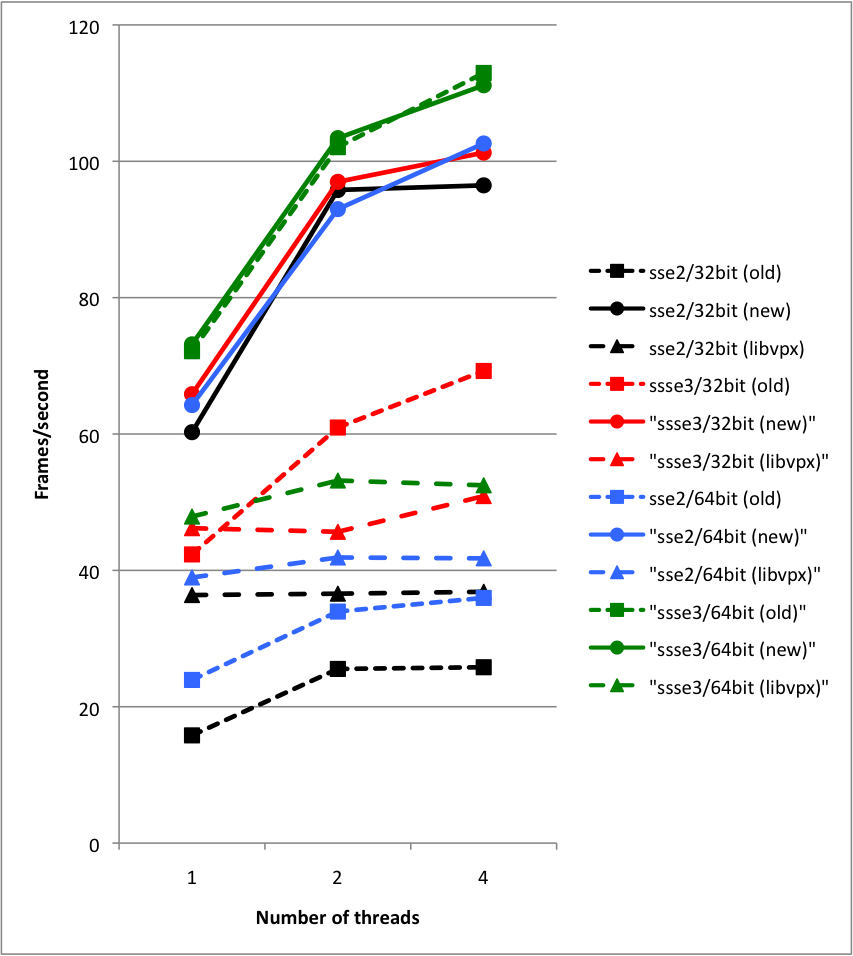 120
100
80
60
40
20
0
Frames/second
1 2 4
Number of threads
sse2/32bit (old)
sse2/32bit (new)
sse2/32bit (libvpx)
ssse3/32bit (old)
"ssse3/32bit (new)"
"ssse3/32bit (libvpx)"
sse2/64bit (old)
"sse2/64bit (new)"
"sse2/64bit (libvpx)"
"ssse3/64bit (old)"
"ssse3/64bit (new)"
"ssse3/64bit (libvpx)"